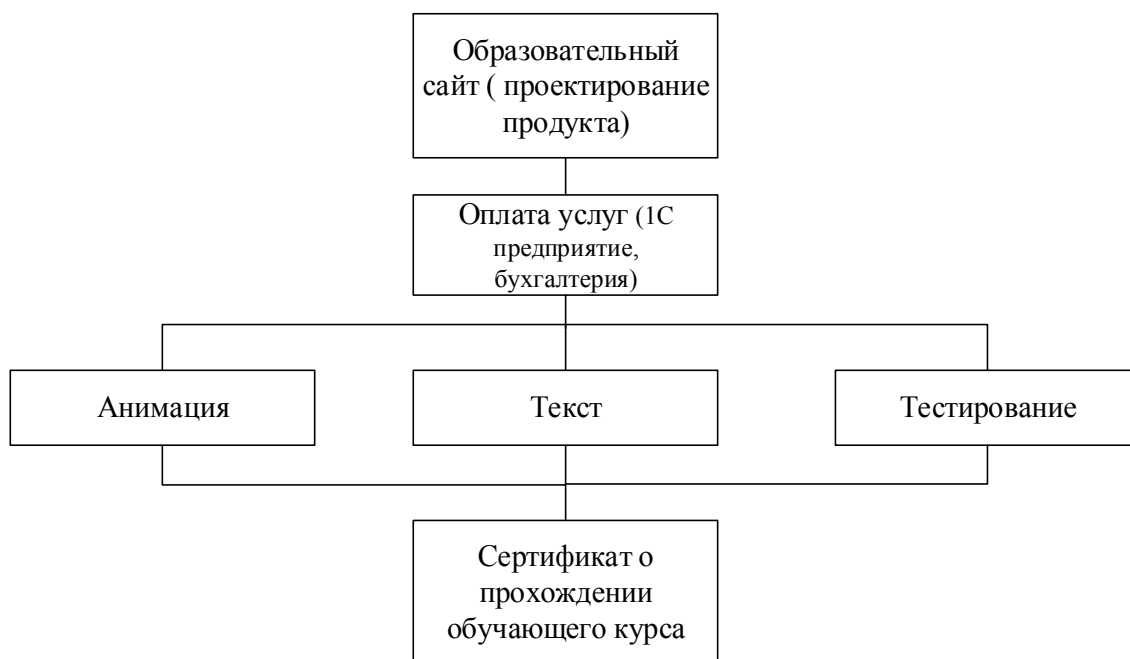 Образовательный
сайт ( проектирование
продукта)
Оплата услуг (1С
предприятие,
бухгалтерия)
Анимация
Текст
Тестирование
Сертификат о
прохождении
обучающего курса